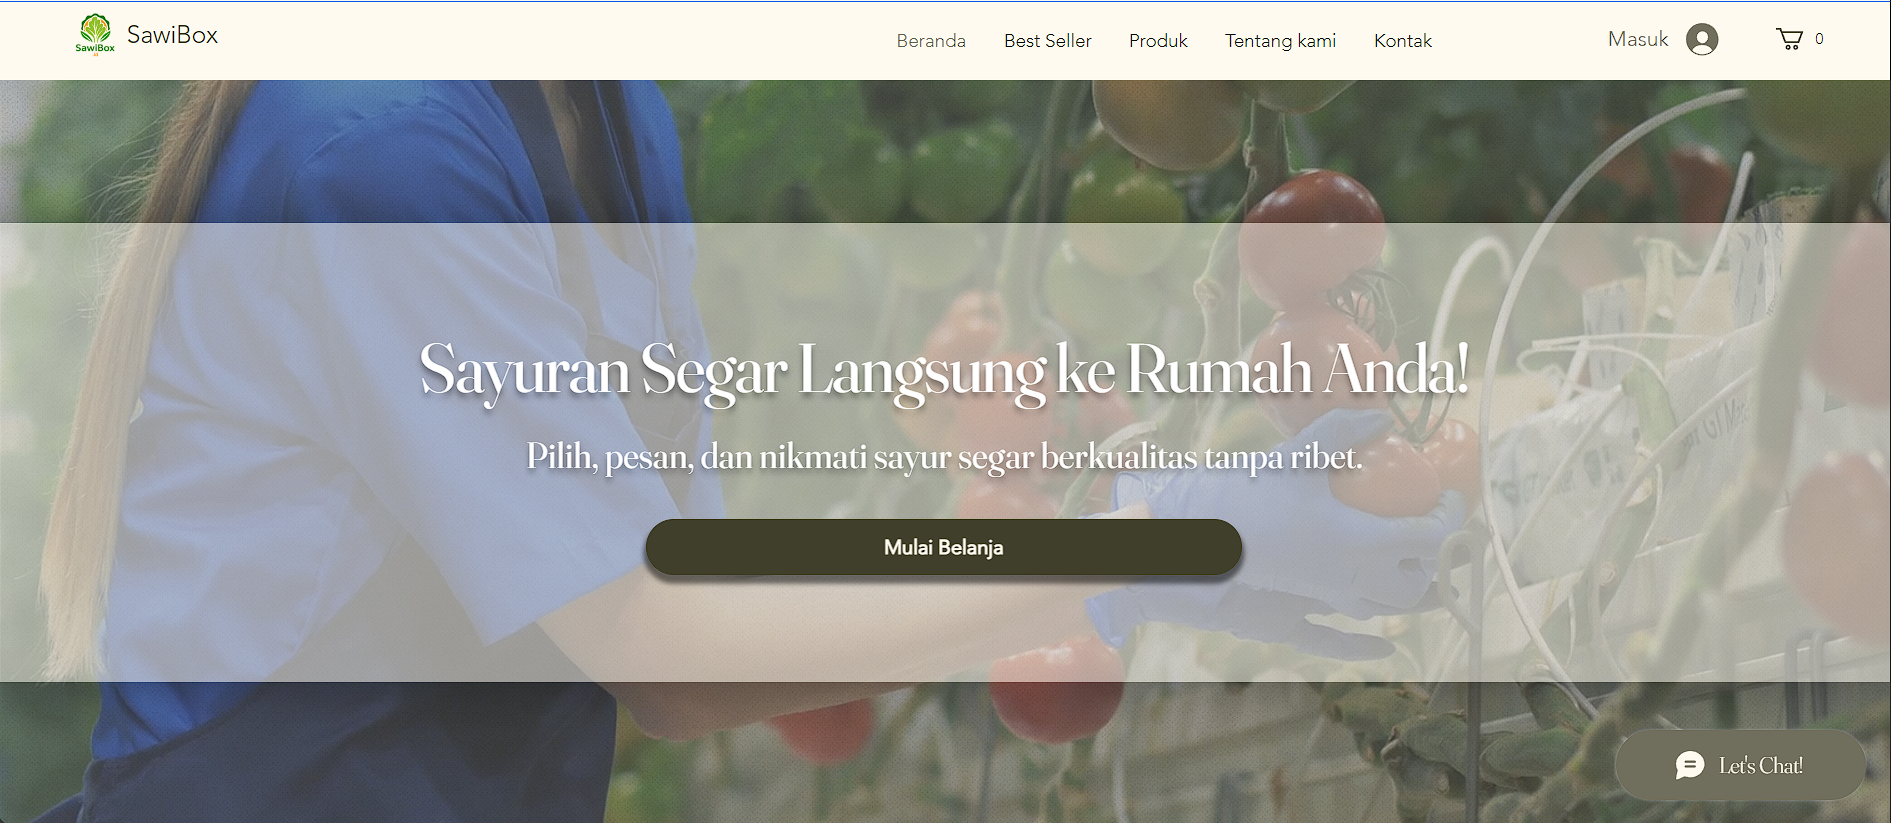 SawiBox
SawiBox
Beranda
Best Seller
Produk
Tentang kami
Kontak
Masuk
0
Sayuran Segar Langsung ke Rumah Anda!
Pilih, pesan, dan nikmati sayur segar berkualitas tanpa ribet.
Mulai Belanja
Let's Chat!